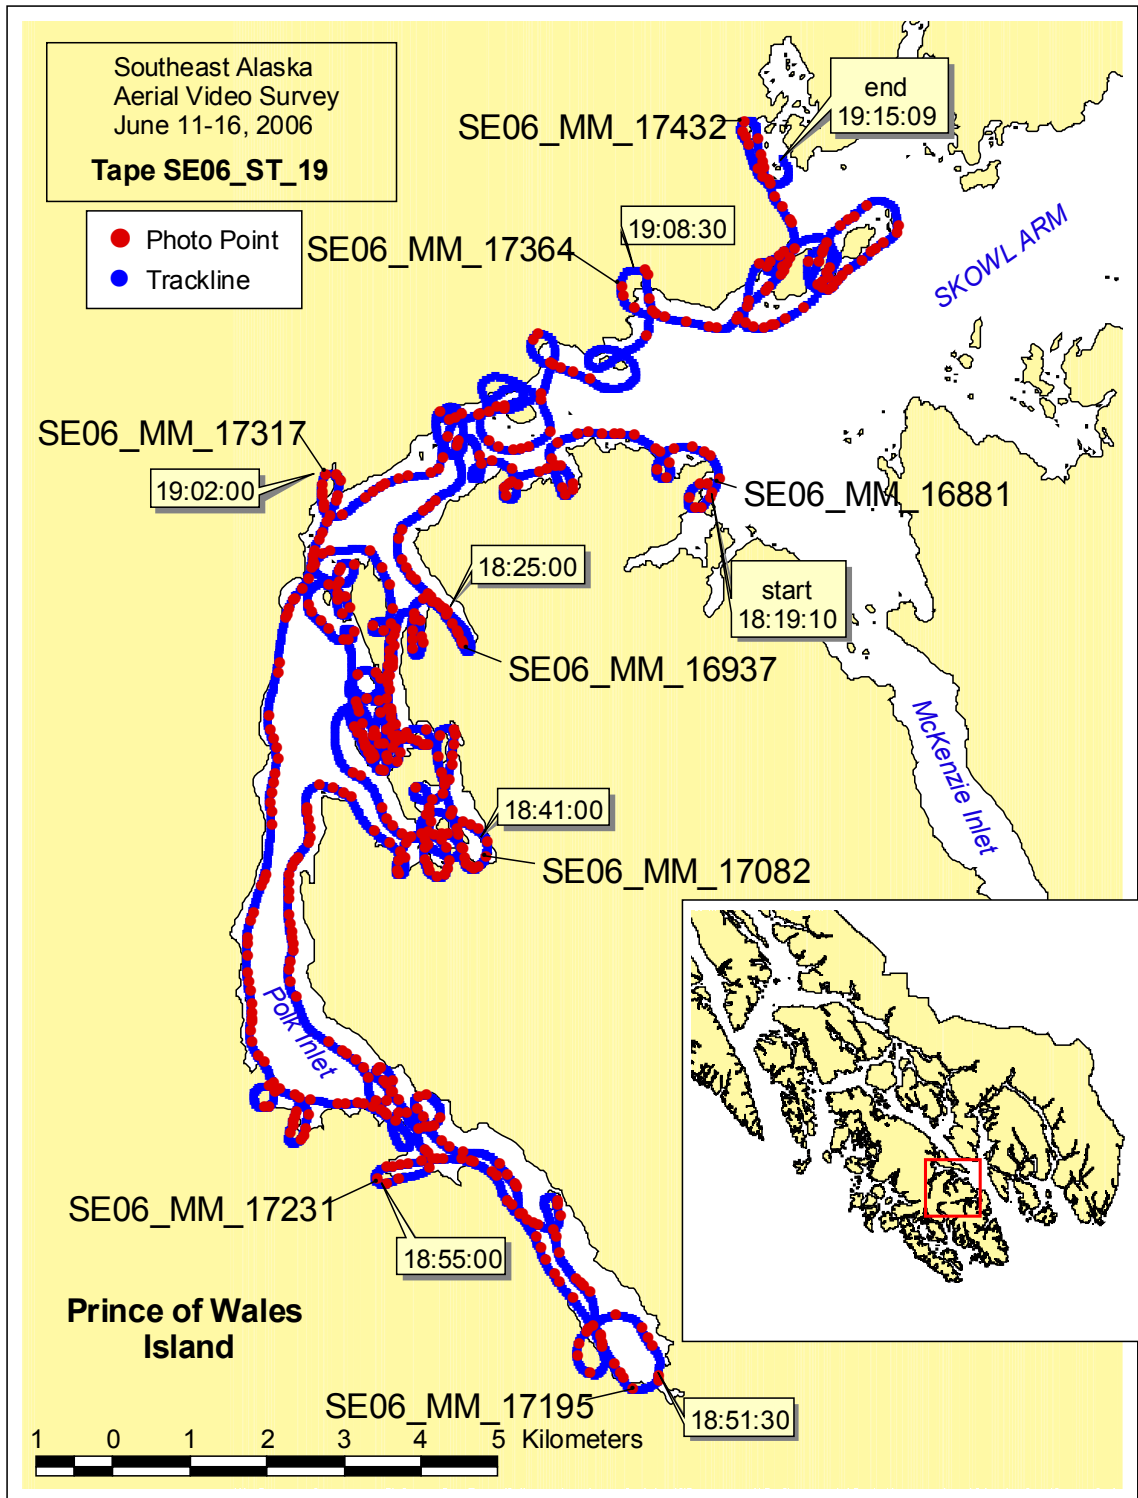 Southeast Alaska
Aerial Video Survey
June 11-16, 2006
Tape SE06_ST_19
Photo Point
Trackline
end
19:15:09
SE06_MM_17432
19:08:30
SE06_MM_17364
SKOWL ARM
SE06_MM_17317
19:02:00
SE06_MM_16881
18:25:00
start
18:19:10
SE06_MM_16937
McKenzie Inlet
18:41:00
SE06_MM_17082
Polk Inlet
SE06_MM_17231
18:55:00
Prince of Wales
Island
SE06_MM_17195
18:51:30
1 0 1 2 3 4 5 Kilometers